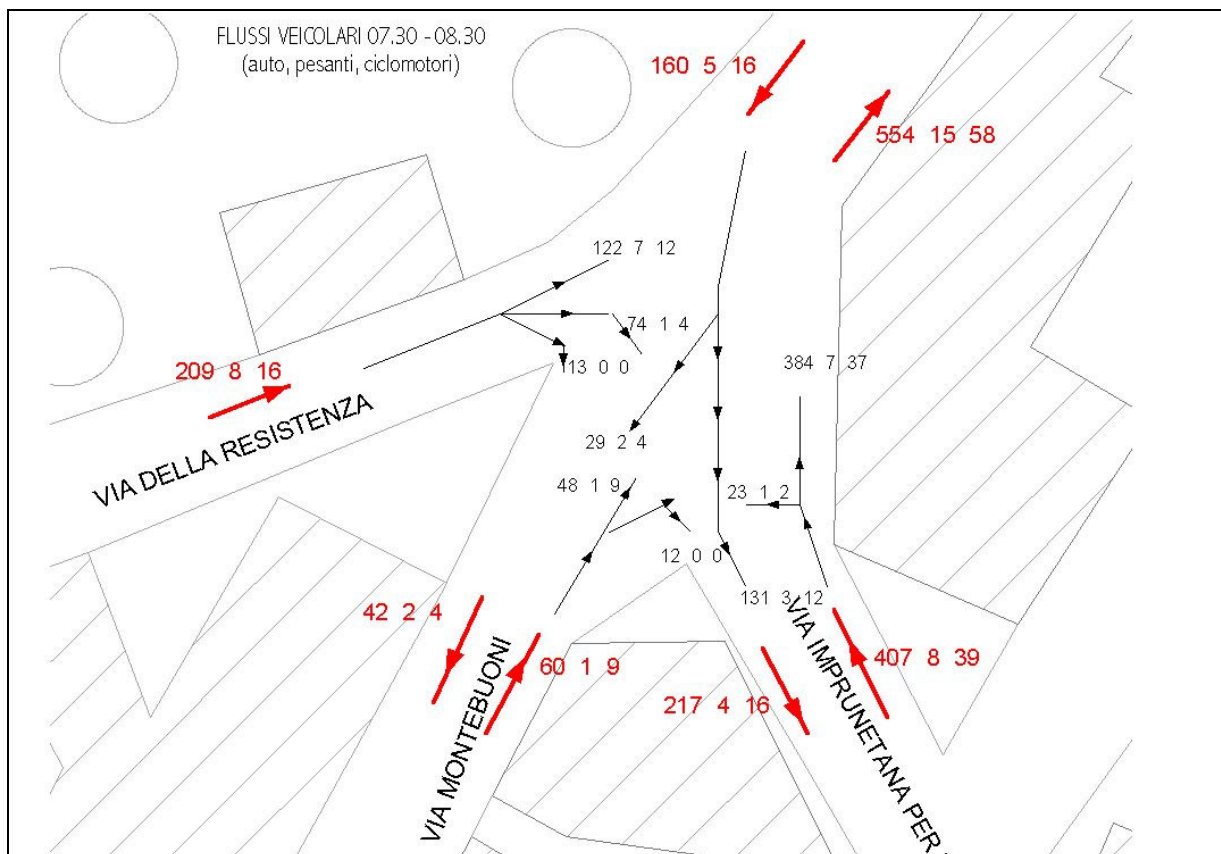 FLUSSI VEICOLARI 07.30 - 08.30
(auto, pesanti, ciclomotori)
160 5 16
554 15 58
122 7 12
74 1 4
384 7 37
209 8 16
13 0 0
VIA DELLA RESISTENZA
29 2 4
48 1 9
23 1 2
12 0 0
131 3 12
42 2 4
60 1 9
407 8 39
217 4 16
VIA MONTEBUONI
VIA IMPRUNETANA PER